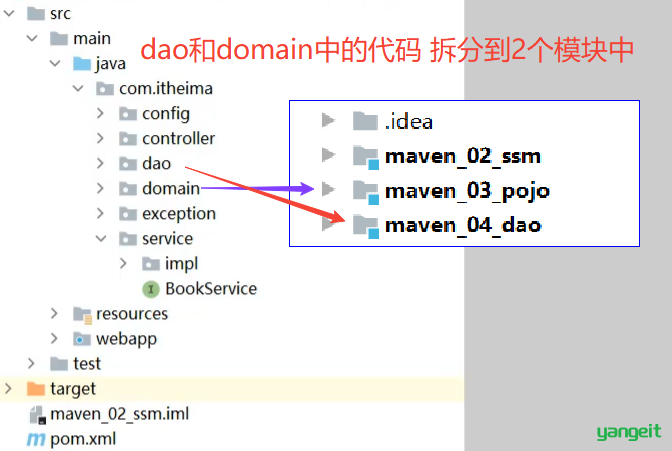 src
main
dao和domain中的代码 拆分到2个模块中
java
com.itheima
config
controller
dao
domain
exception
service
impl
BookService
resources
webapp
test
target
maven_02_ssm.iml
pom.xml
.idea
maven_02_ssm
maven_03_pojo
maven_04_dao
yangeit